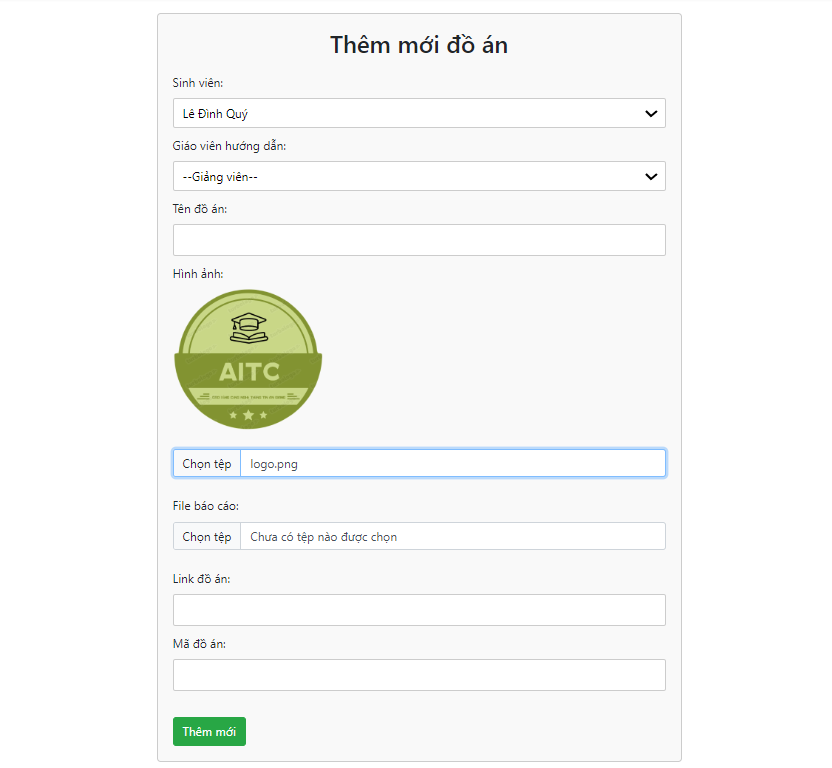 Thêm mới đồ án
Sinh viên:
Lê Đình Quý
Giáo viên hướng dẫn:
--Giảng viên--
Tên đồ án:
Hình ảnh:
AITC
Chọn tệp logo.png
File báo cáo:
Chọn tệp Chưa có tệp nào được chọn
Link đồ án:
Mã đồ án:
Thêm mới